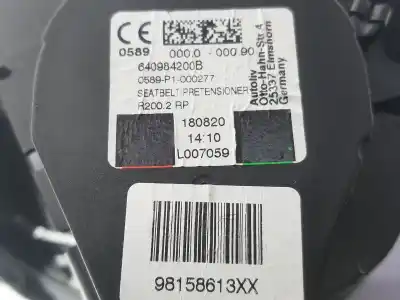 CE
0589
000.0 - 000 90
640984200B
0589-P1-000277
SEATBELT PRETENSIONER
R200.2 RP
Autoliv
Otto-Hahn-Str. 4
25337 Elmshorn
Germany
180820
14:10
L007059
98158613XX